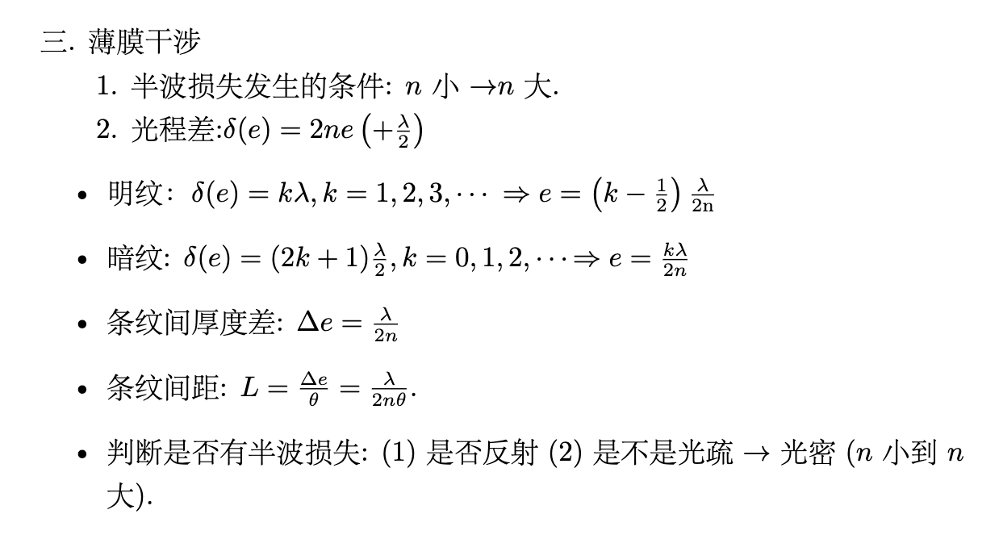 三. 薄膜干涉
1. 半波损失发生的条件: $n$ 小 $\rightarrow n$ 大.
2. 光程差:$\delta(e) = 2ne\left(+\frac{\lambda}{2}\right)$
• 明纹: $\delta(e) = k\lambda, k = 1, 2, 3, \cdots \Rightarrow e = \left(k - \frac{1}{2}\right)\frac{\lambda}{2\mathrm{n}}$
• 暗纹: $\delta(e) = (2k + 1)\frac{\lambda}{2}, k = 0, 1, 2, \cdots \Rightarrow e = \frac{k\lambda}{2n}$
• 条纹间厚度差: $\Delta e = \frac{\lambda}{2n}$
• 条纹间距: $L = \frac{\Delta e}{\theta} = \frac{\lambda}{2n\theta}$.
• 判断是否有半波损失: (1) 是否反射 (2) 是不是光疏 $\rightarrow$ 光密 ($n$ 小到 $n$
大).